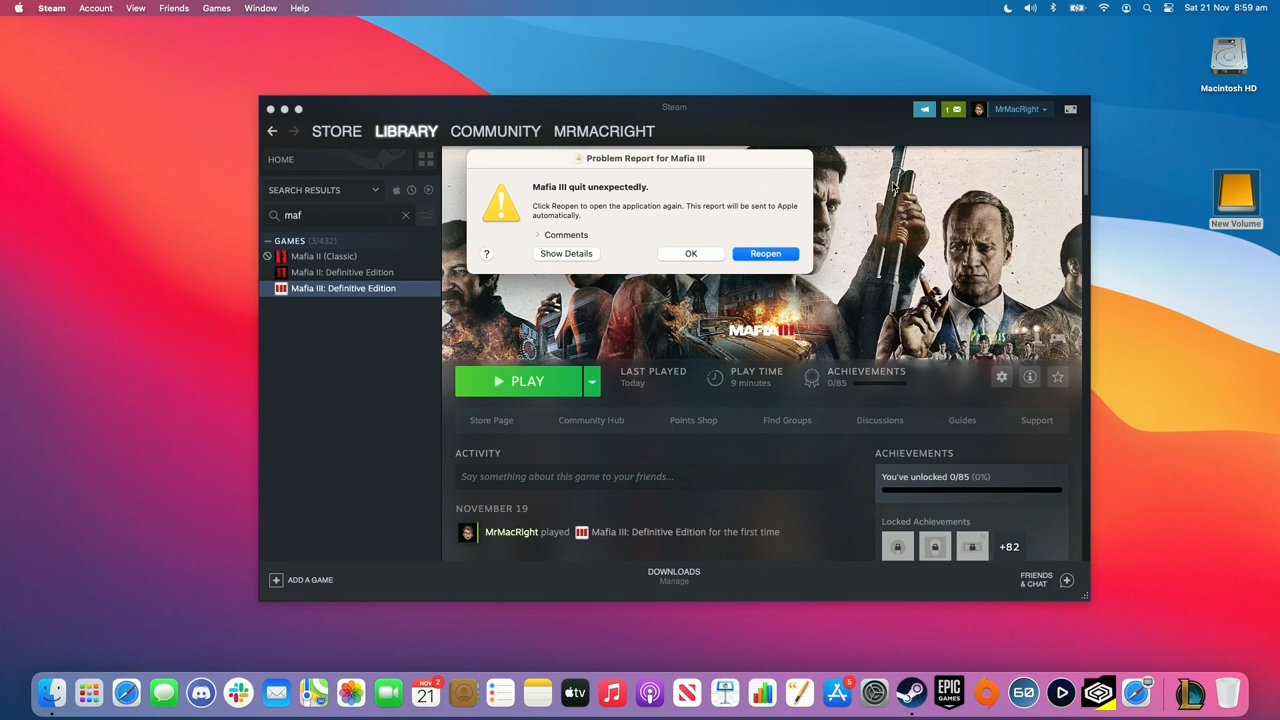 Steam Account View Friends Games Window Help
Sat 21 Nov 8:59 am
Macintosh HD
New Volume
Steam
1
MrMacRight
STORE LIBRARY COMMUNITY MRMACRIGHT
HOME
SEARCH RESULTS
maf
GAMES (3/432)
Mafia II (Classic)
Mafia II: Definitive Edition
Mafia III: Definitive Edition
Problem Report for Mafia III
Mafia III quit unexpectedly.
Click Reopen to open the application again. This report will be sent to Apple
automatically.
Comments
?
Show Details
OK
Reopen
MAFIA III
PLAY
LAST PLAYED
Today
PLAY TIME
9 minutes
ACHIEVEMENTS
0/85
Store Page Community Hub Points Shop Find Groups Discussions Guides Support
ACTIVITY
Say something about this game to your friends...
NOVEMBER 19
MrMacRight played Mafia III: Definitive Edition for the first time
ACHIEVEMENTS
You've unlocked 0/85 (0%)
Locked Achievements
+82
ADD A GAME
DOWNLOADS
Manage
FRIENDS
& CHAT
NOV
21
2
tv
5
EPIC
GAMES
60